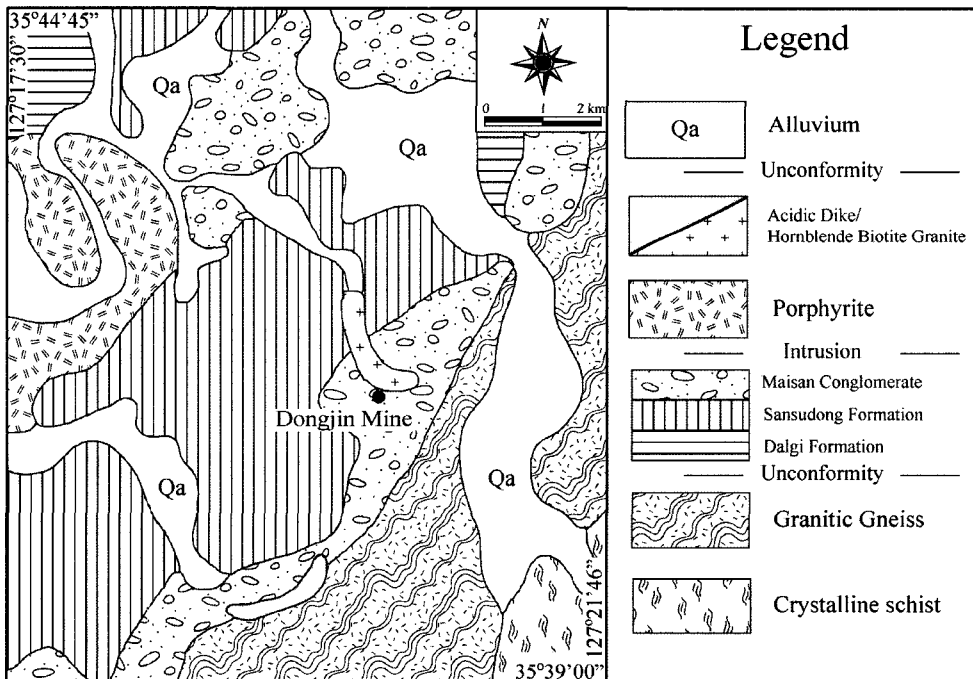 35°44'45”
127°17'30”
Qa
Qa
N
0 1 2 km
Dongjin Mine
Qa
Qa
127°21'46”
35°39'00”
Legend
Qa
Alluvium
Unconformity
Acidic Dike/
Hornblende Biotite Granite
Porphyrite
Intrusion
Maisan Conglomerate
Sansudong Formation
Dalgi Formation
Unconformity
Granitic Gneiss
Crystalline schist